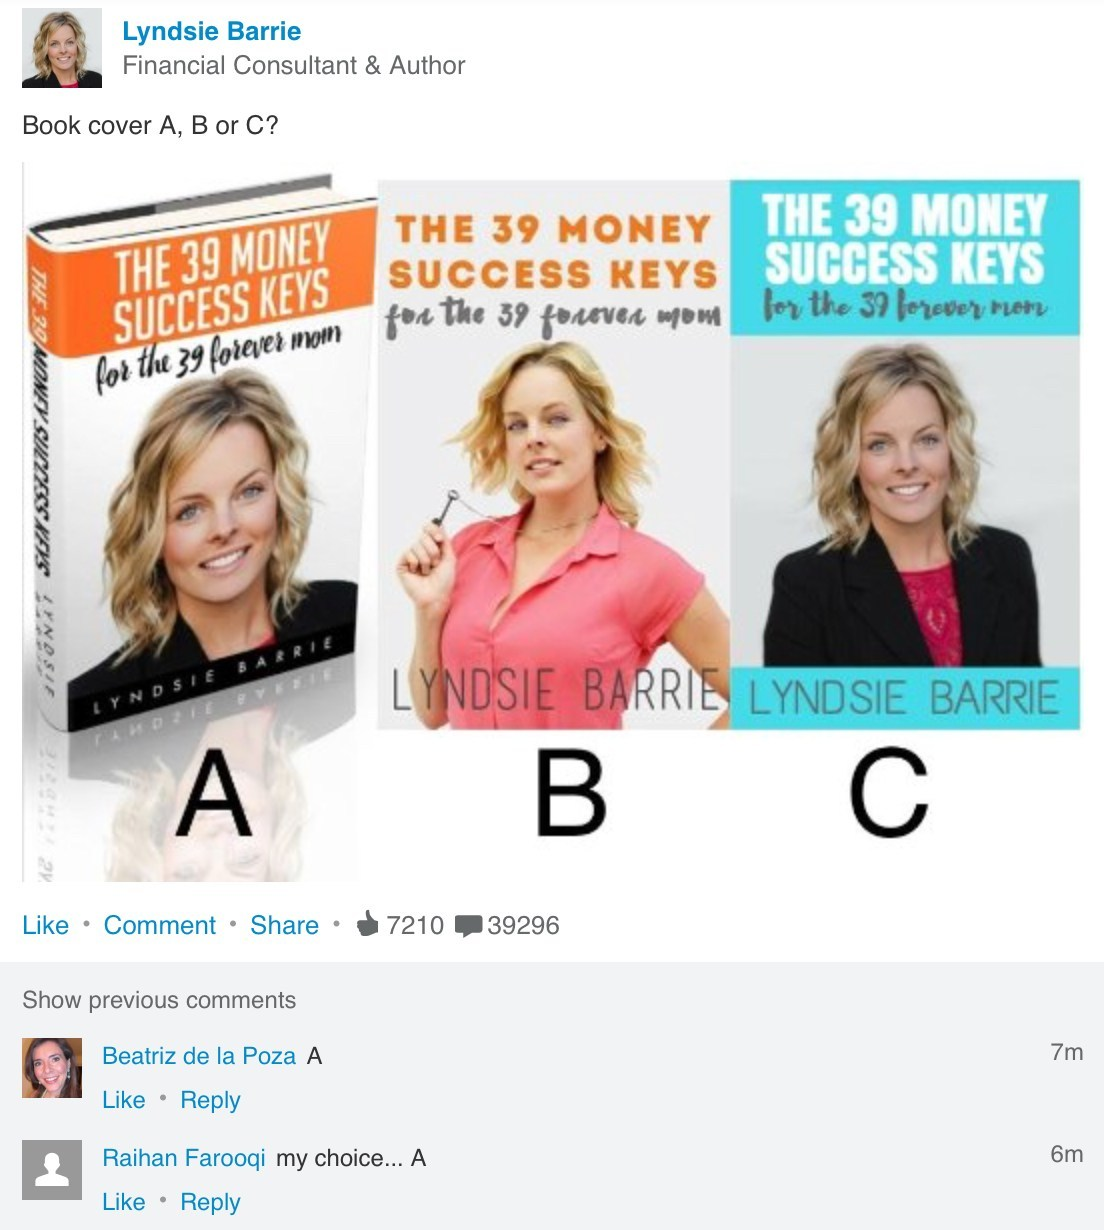 Lyndsie Barrie
Financial Consultant & Author
Book cover A, B or C?
THE 39 MONEY
SUCCESS KEYS
for the 39 forever mom
LYNDSIE BARRIE
THE 39 MONEY SUCCESS KEYS LYNDSIE
A
THE 39 MONEY
SUCCESS KEYS
for the 39 forever mom
LYNDSIE BARRIE
B
THE 39 MONEY
SUCCESS KEYS
for the 39 forever mom
LYNDSIE BARRIE
C
Like • Comment • Share • 7210 39296
Show previous comments
Beatriz de la Poza A 7m
Like • Reply
Raihan Farooqi my choice... A 6m
Like • Reply